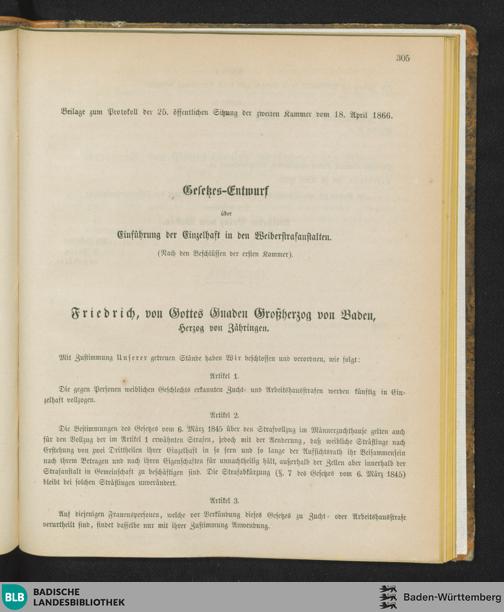 305
Beilage zum Protokoll der 25. öffentlichen Sitzung der zweiten Kammer vom 18. April 1866.
Gesetzes-Entwurf
über
Einführung der Einzelhaft in den Weiberstrafanstalten.
(Nach den Beschlüssen der ersten Kammer).
Friedrich, von Gottes Gnaden Großherzog von Baden,
Herzog von Zähringen.
Mit Zustimmung Unserer getreuen Stände haben Wir beschlossen und verordnen, wie folgt:
Artikel 1.
Die gegen Personen weiblichen Geschlechts erkannten Zucht- und Arbeitshausstrafen werden künftig in Ein-
zelhaft vollzogen.
Artikel 2.
Die Bestimmungen des Gesetzes vom 6. März 1845 über den Strafvollzug im Männerzuchthause gelten auch
für den Vollzug der im Artikel 1 erwähnten Strafen, jedoch mit der Aenderung, daß weibliche Sträflinge nach
Erstehung von zwei Dritttheilen ihrer Einzelhaft in so fern und so lange der Aufsichtsrath ihr Beisammensein
nach ihrem Betragen und nach ihren Eigenschaften für unnachtheilig hält, außerhalb der Zellen aber innerhalb der
Strafanstalt in Gemeinschaft zu beschäftigen sind. Die Strafabkürzung (§. 7 des Gesetzes vom 6. März 1845)
bleibt bei solchen Sträflingen unverändert.
Artikel 3.
Auf diejenigen Frauenspersonen, welche vor Verkündung dieses Gesetzes zu Zucht- oder Arbeitshausstrafe
verurtheilt sind, findet dasselbe nur mit ihrer Zustimmung Anwendung.
BLB BADISCHE
LANDESBIBLIOTHEK
Baden-Württemberg